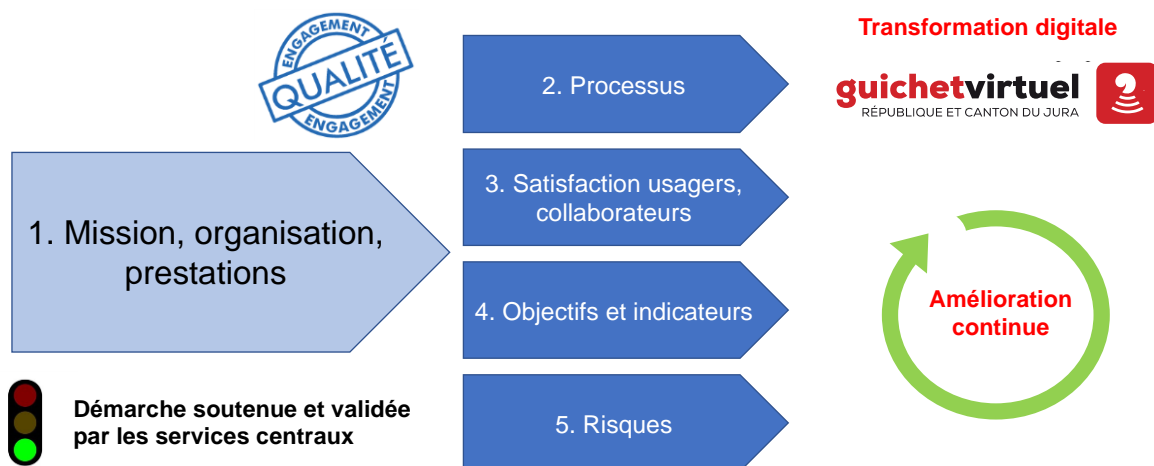 ENGAGEMENT
QUALITÉ
ENGAGEMENT
1. Mission, organisation,
prestations
Démarche soutenue et validée
par les services centraux
2. Processus
3. Satisfaction usagers,
collaborateurs
4. Objectifs et indicateurs
5. Risques
Transformation digitale
guichetvirtuel
RÉPUBLIQUE ET CANTON DU JURA
Amélioration
continue